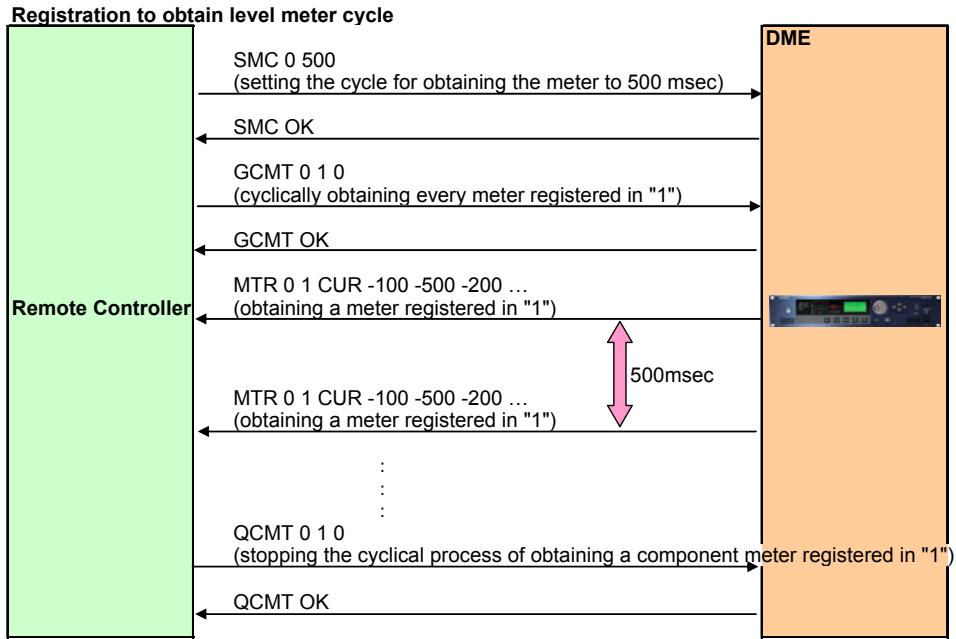 Registration to obtain level meter cycle
DME
SMC 0 500
(setting the cycle for obtaining the meter to 500 msec)
SMC OK
GCMT 0 1 0
(cyclically obtaining every meter registered in "1")
GCMT OK
MTR 0 1 CUR -100 -500 -200 …
Remote Controller
(obtaining a meter registered in "1")
500msec
MTR 0 1 CUR -100 -500 -200 …
(obtaining a meter registered in "1")
:
:
:
QCMT 0 1 0
(stopping the cyclical process of obtaining a component meter registered in "1")
QCMT OK